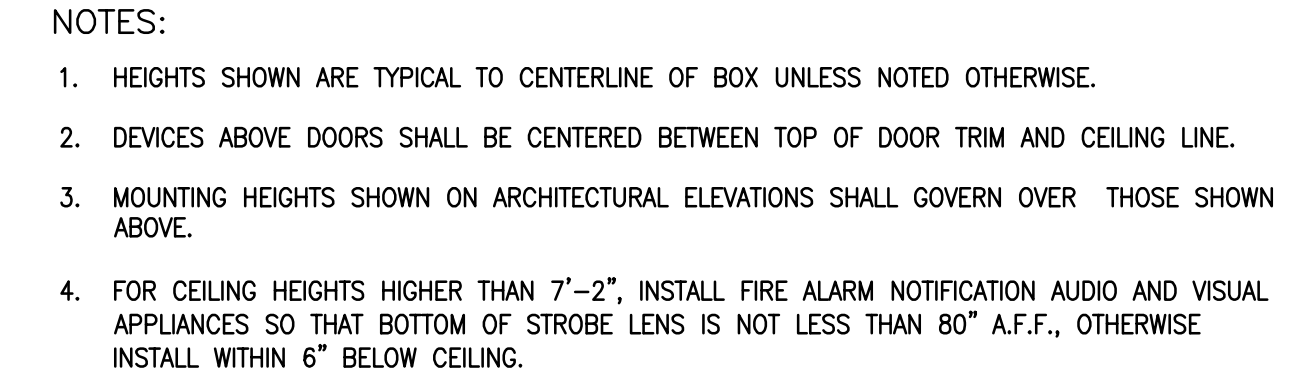 NOTES:
1. HEIGHTS SHOWN ARE TYPICAL TO CENTERLINE OF BOX UNLESS NOTED OTHERWISE.
2. DEVICES ABOVE DOORS SHALL BE CENTERED BETWEEN TOP OF DOOR TRIM AND CEILING LINE.
3. MOUNTING HEIGHTS SHOWN ON ARCHITECTURAL ELEVATIONS SHALL GOVERN OVER THOSE SHOWN
ABOVE.
4. FOR CEILING HEIGHTS HIGHER THAN 7'-2", INSTALL FIRE ALARM NOTIFICATION AUDIO AND VISUAL
APPLIANCES SO THAT BOTTOM OF STROBE LENS IS NOT LESS THAN 80" A.F.F., OTHERWISE
INSTALL WITHIN 6" BELOW CEILING.